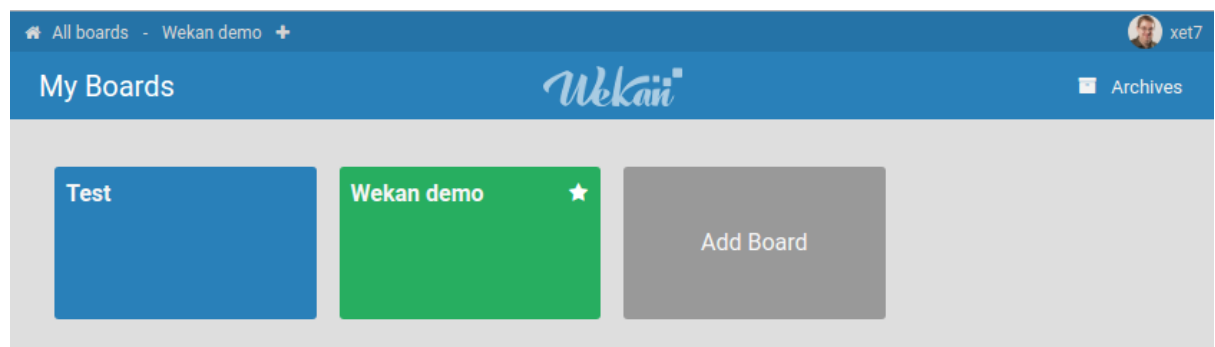 All boards - Wekan demo xet7
My Boards Wekan Archives
Test Wekan demo Add Board